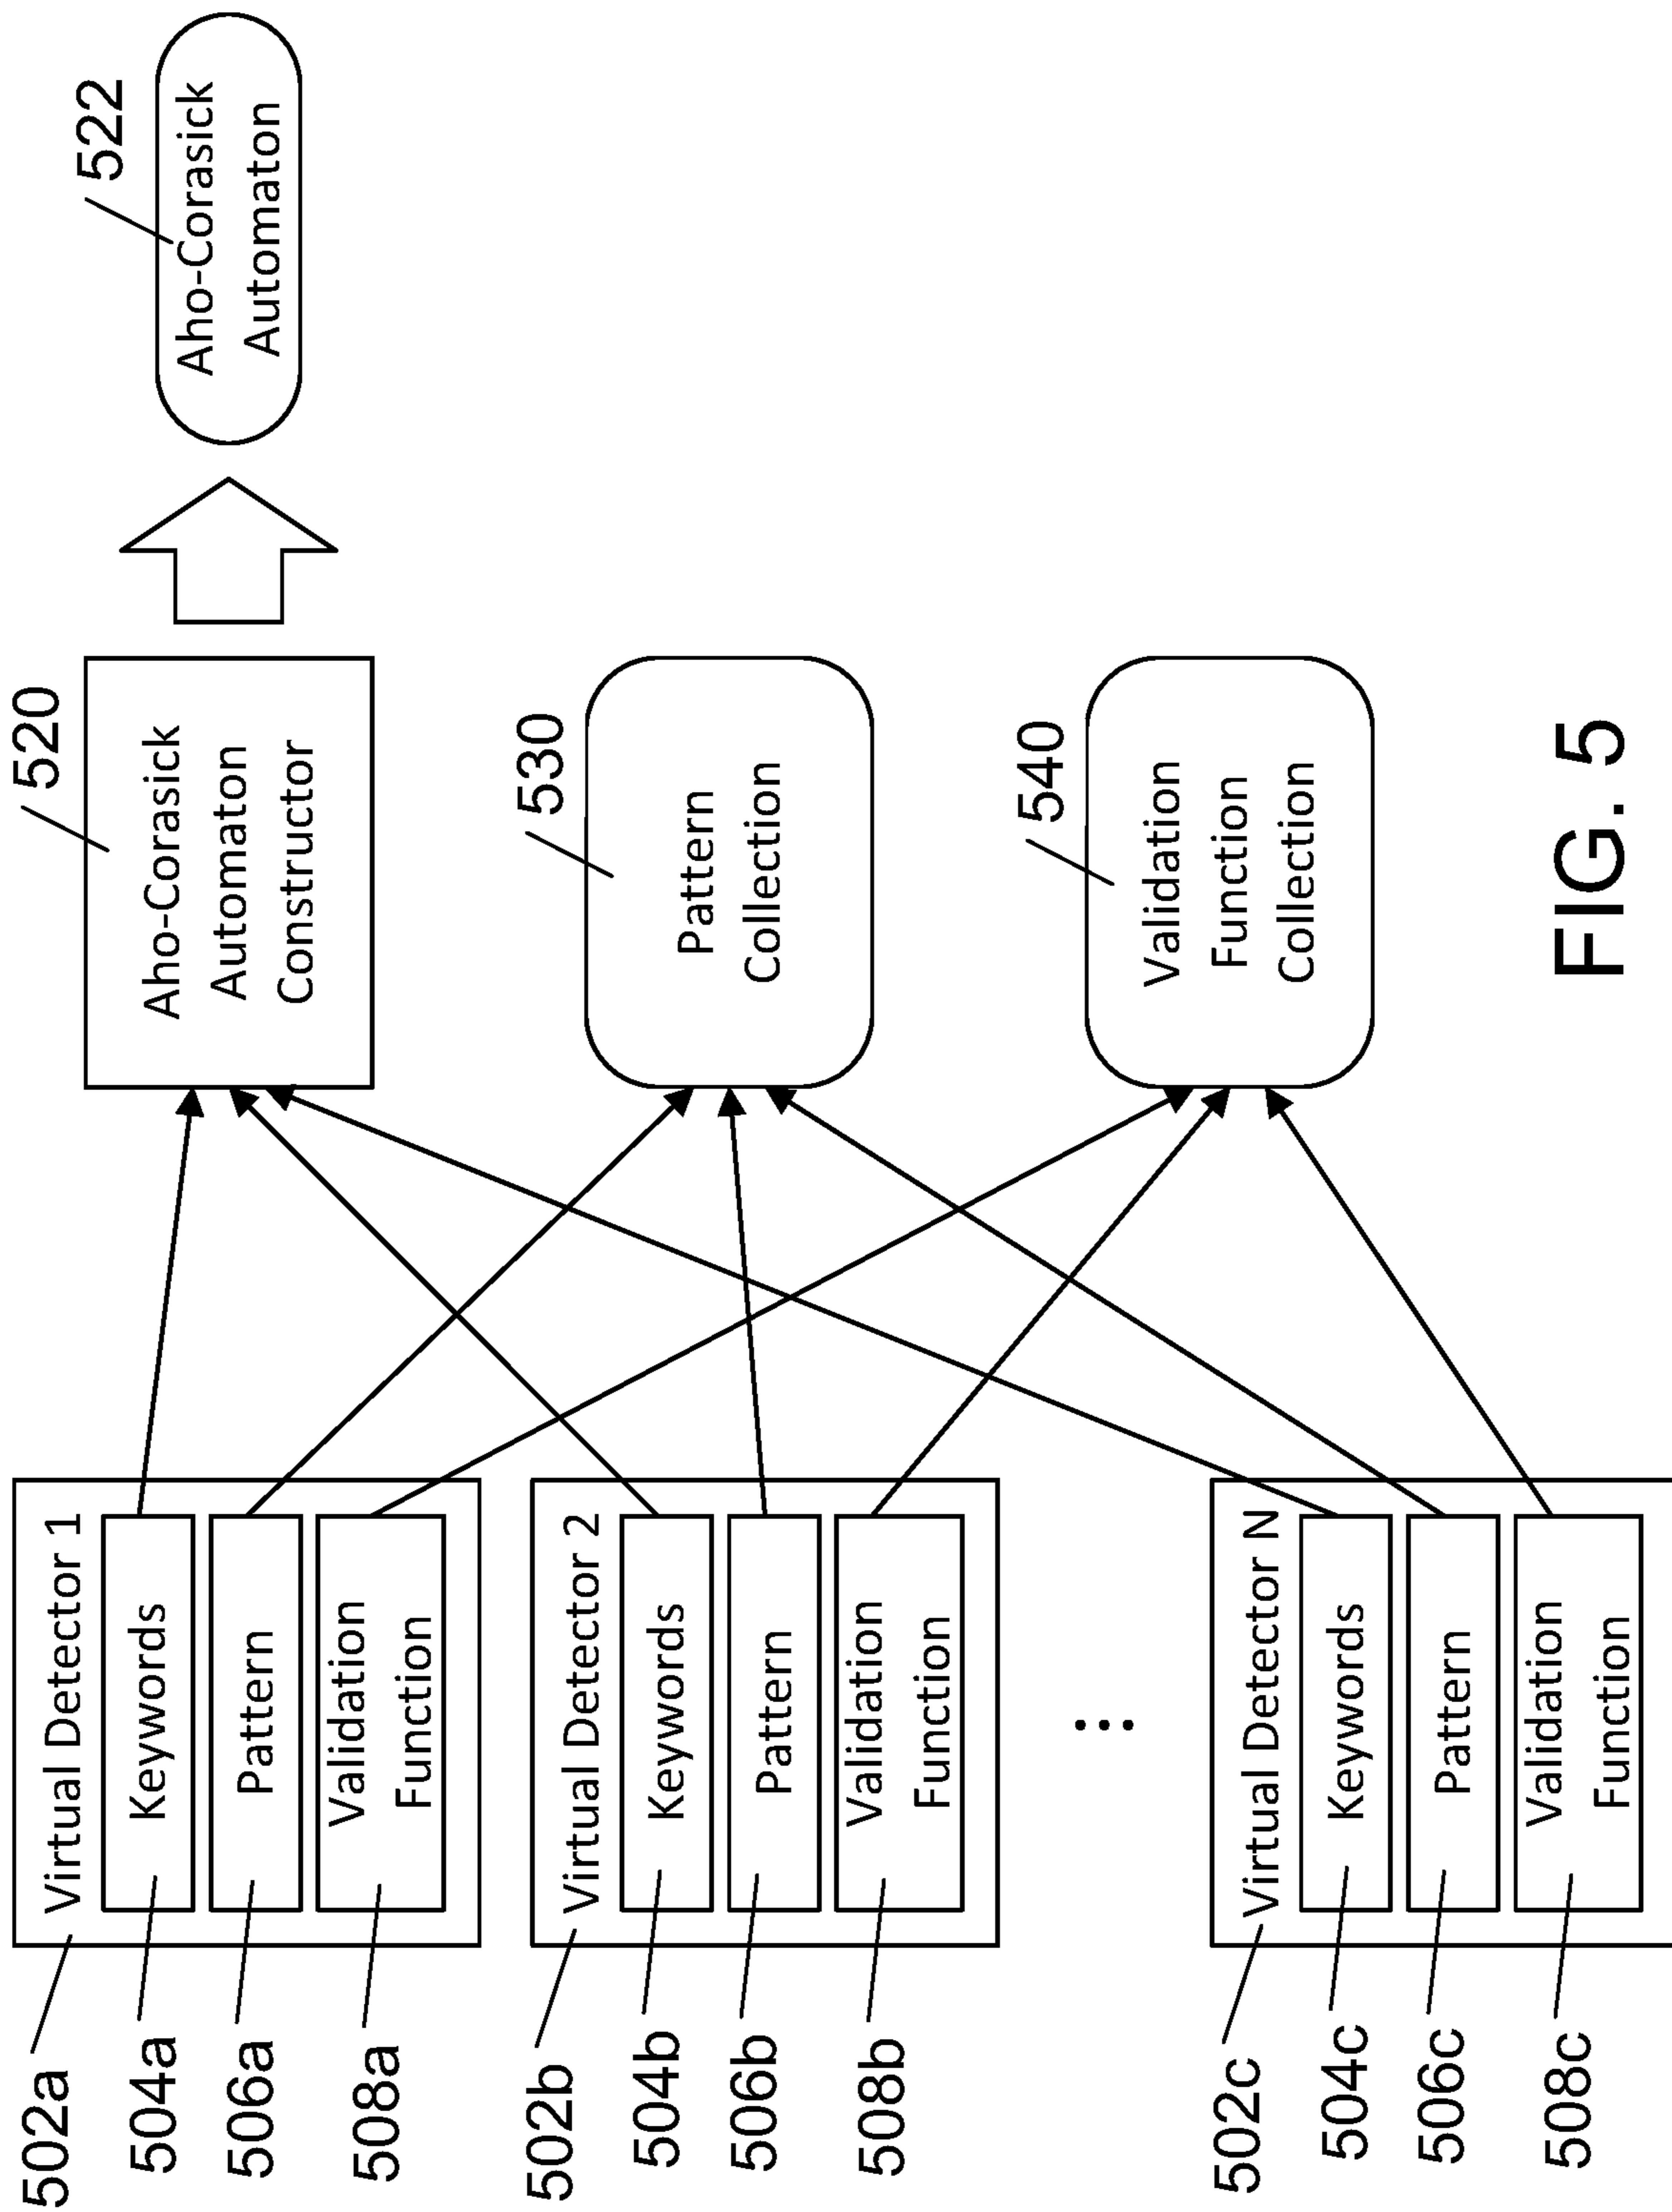 502a
Virtual Detector 1
504a
Keywords
506a
Pattern
508a
Validation
Function
502b
Virtual Detector 2
504b
Keywords
506b
Pattern
508b
Validation
Function
...
502c
Virtual Detector N
504c
Keywords
506c
Pattern
508c
Validation
Function
520
Aho-Corasick
Automaton
Constructor
530
Pattern
Collection
540
Validation
Function
Collection
522
Aho-Corasick
Automaton
FIG. 5